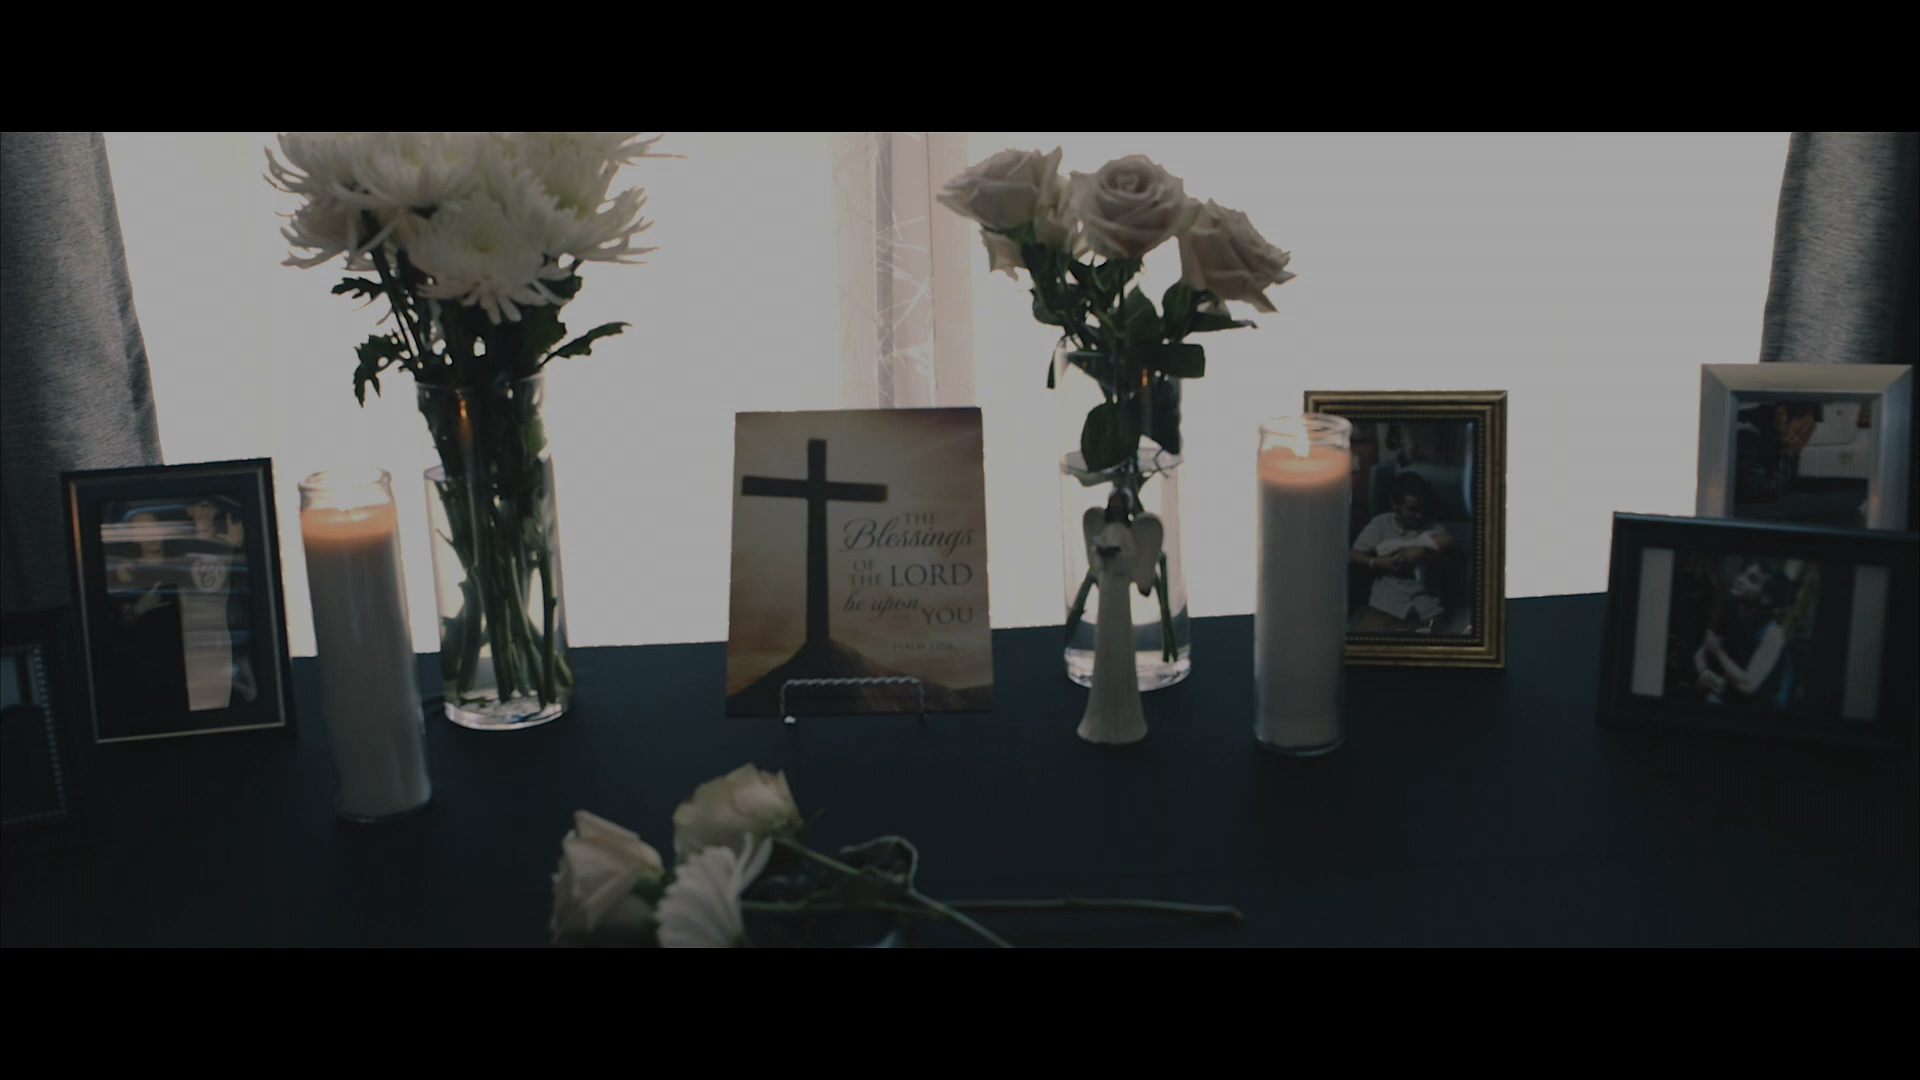 THE
Blessings
OF
THE LORD
be upon
YOU